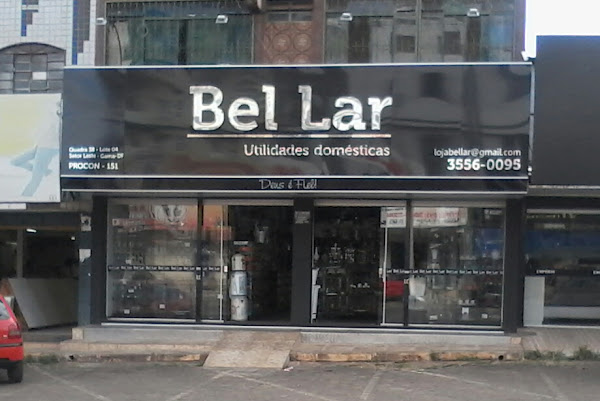 Bel Lar
Utilidades domésticas
Quadra 38 - Lote 04
Setor Leste - Gama-DF
PROCON - 151
lojabellar@gmail.com
3556-0095
Deus é Fiel!